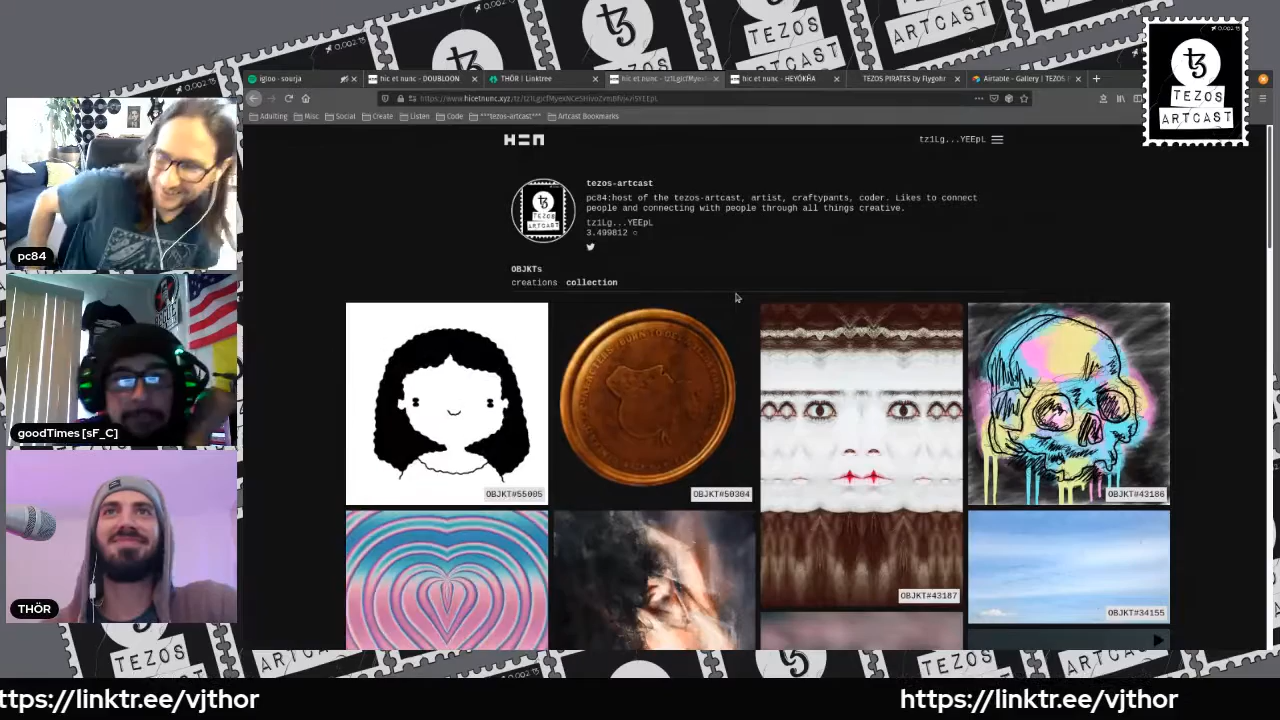 TEZOS
ARTCAST
0.002 ꜩ
igloo - sourja
hic et nunc - DOUBLOON
THÖR | Linktree
hic et nunc - HEYÓKȞA
TEZOS PIRATES by Flygohr
Airtable - Gallery | TEZOS
Adulting
Misc
Social
Create
Listen
Code
***tezos-artcast***
Artcast Bookmarks
tz1Lg...YEEpL
tezos-artcast
pc84:host of the tezos-artcast, artist, craftypants, coder. Likes to connect
people and connecting with people through all things creative.
tz1Lg...YEEpL
3.499812 ○
OBJKTs
creations collection
OBJKT#55005
OBJKT#50304
OBJKT#43187
OBJKT#43186
OBJKT#34155
pc84
goodTimes [sF_C]
THÖR
ttps://linktr.ee/vjthor
https://linktr.ee/vjthor